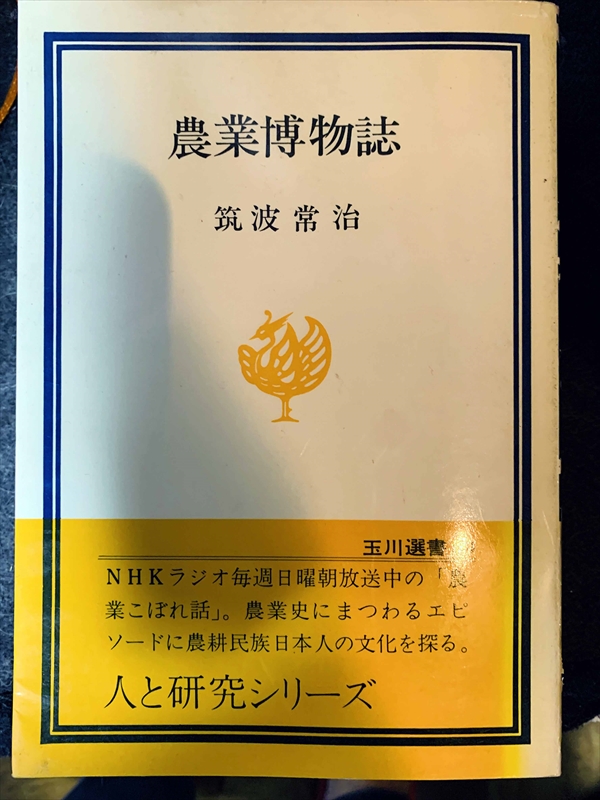 農業博物誌
筑波常治
玉川選書
NHKラジオ毎週日曜朝放送中の「農
業こぼれ話」。農業史にまつわるエピ
ソードに農耕民族日本人の文化を探る。
人と研究シリーズ